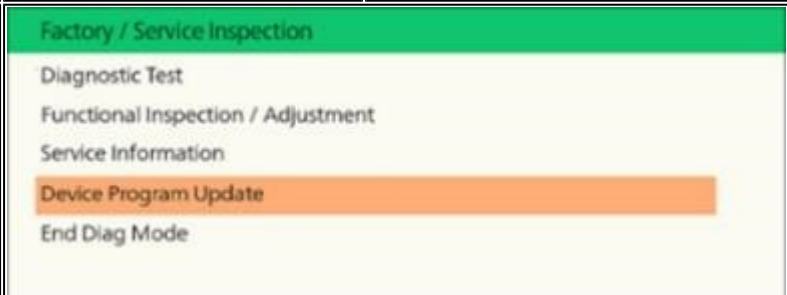 Factory / Service Inspection
Diagnostic Test
Functional Inspection / Adjustment
Service Information
Device Program Update
End Diag Mode